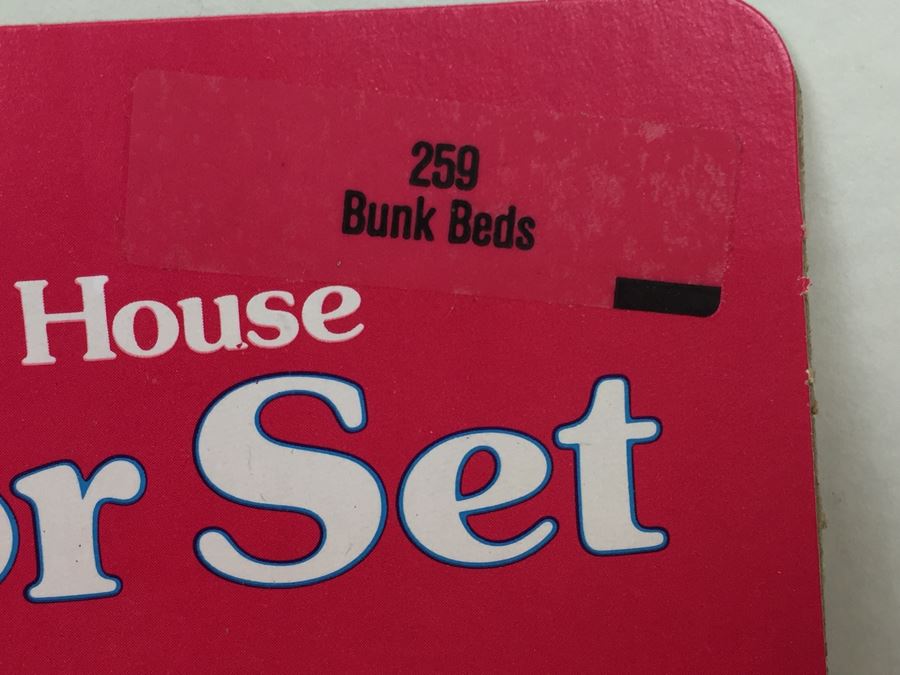 259
Bunk Beds
House
or Set